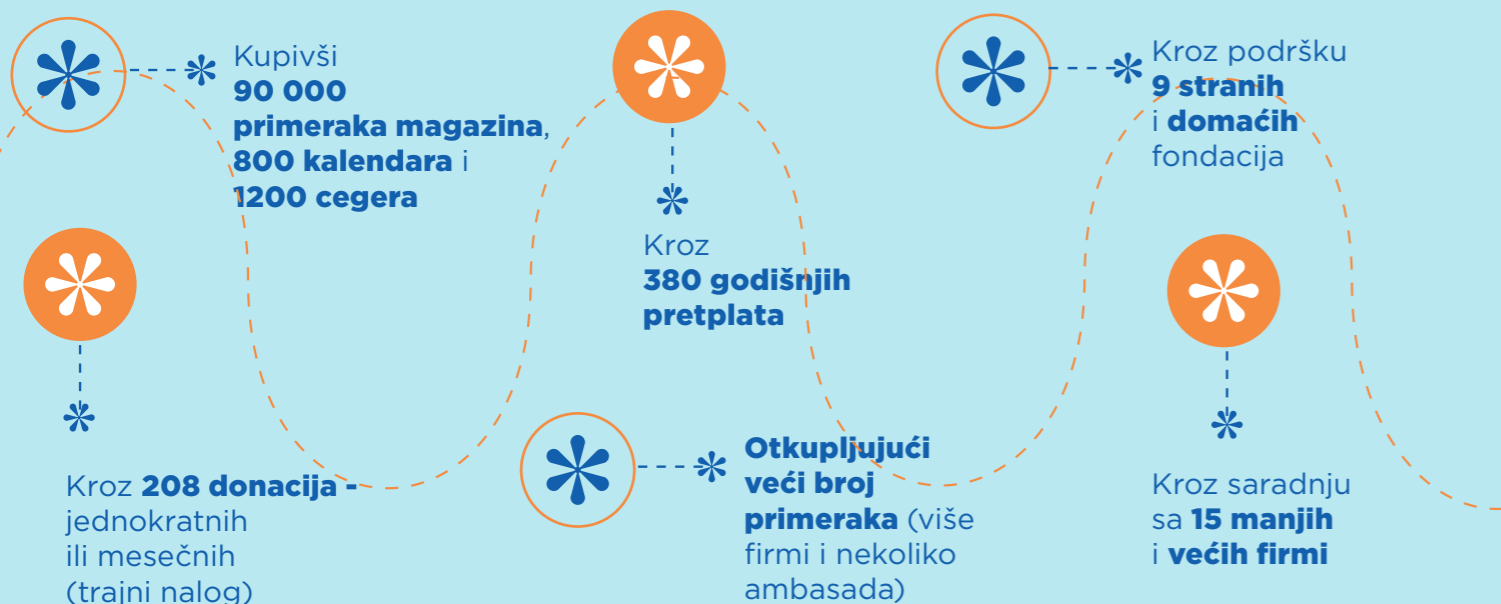 Kupivši
90 000
primeraka magazina,
800 kalendara i
1200 cegera
Kroz 208 donacija -
jednokratnih
ili mesečnih
(trajni nalog)
Kroz
380 godišnjih
pretplata
Otkupljujući
veći broj
primeraka (više
firmi i nekoliko
ambasada)
Kroz podršku
9 stranih
i domaćih
fondacija
Kroz saradnju
sa 15 manjih
i većih firmi